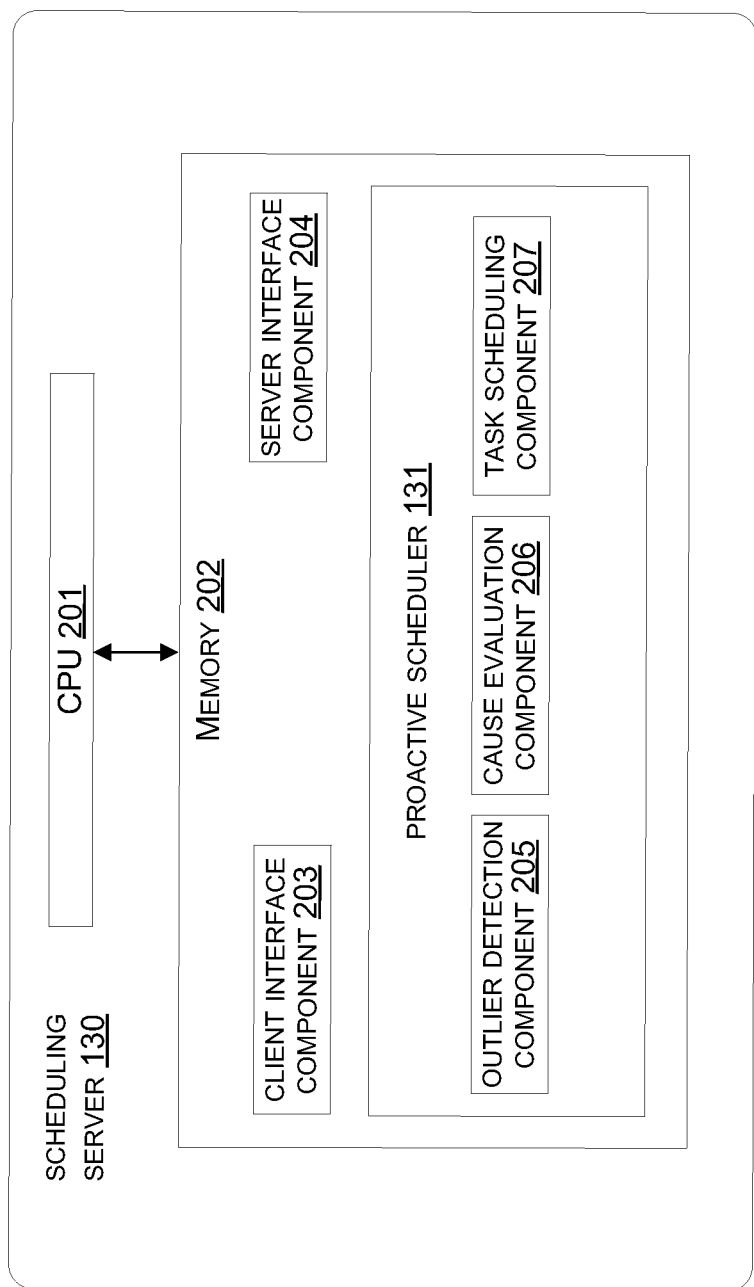 SCHEDULING
SERVER 130
CPU 201
MEMORY 202
CLIENT INTERFACE
COMPONENT 203
SERVER INTERFACE
COMPONENT 204
PROACTIVE SCHEDULER 131
OUTLIER DETECTION
COMPONENT 205
CAUSE EVALUATION
COMPONENT 206
TASK SCHEDULING
COMPONENT 207